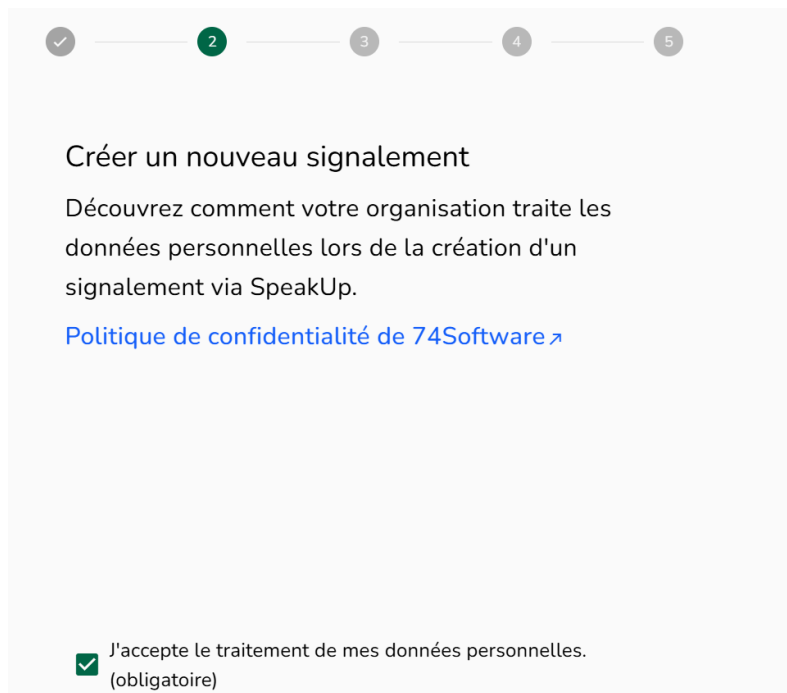 2 3 4 5
Créer un nouveau signalement
Découvrez comment votre organisation traite les
données personnelles lors de la création d'un
signalement via SpeakUp.
Politique de confidentialité de 74Software
J'accepte le traitement de mes données personnelles.
(obligatoire)